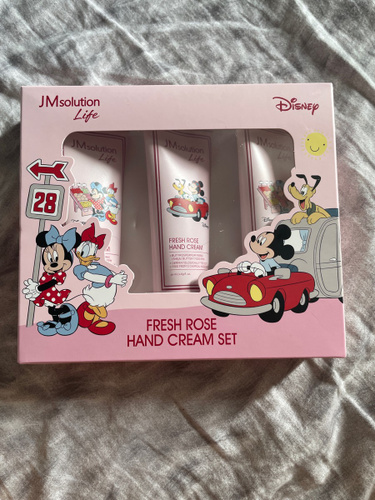 JMsolution
Life
Disney
28
JMsolution
Life
FRESH ROSE
HAND CREAM
FRESH ROSE
HAND CREAM SET